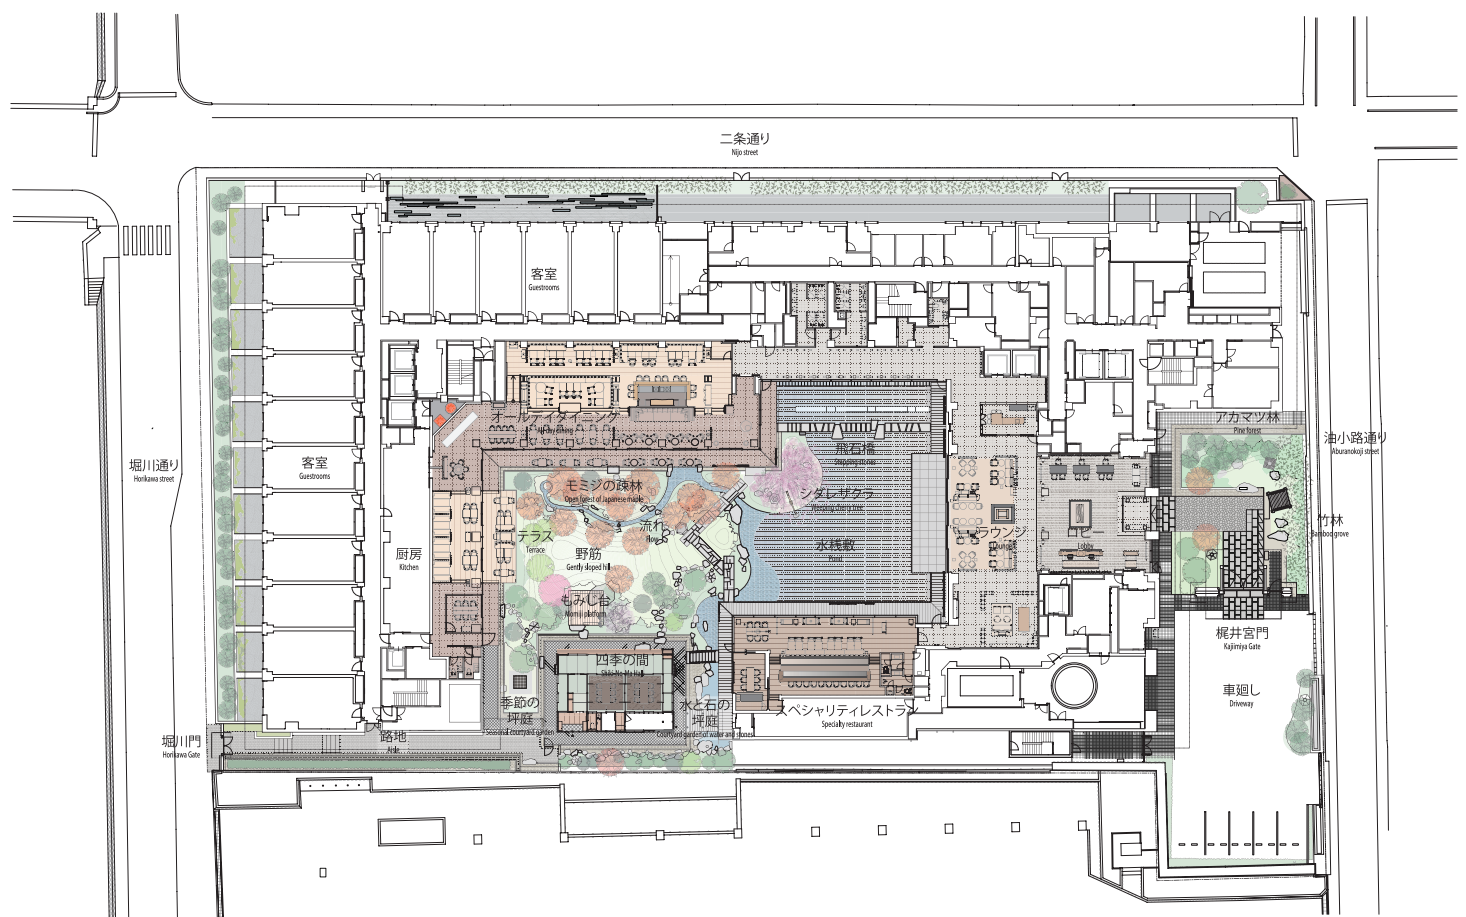 二条通り
Nijo street
客室
Guestrooms
オールデイダイニング
All-day dining
アカマツ林
Pine forest
油小路通り
Aburanokoji street
飛石橋
Stepping stones
堀川通り
Horikawa street
客室
Guestrooms
モミジの疎林
Open forest of Japanese maple
シダレザクラ
Weeping cherry tree
竹林
Bamboo grove
流れ
Flow
テラス
Terrace
ラウンジ
Lounge
水桟敷
Pond
Lobby
厨房
Kitchen
野筋
Gently sloped hill
もみじ台
Momiji platform
梶井宮門
Kajiimiya Gate
四季の間
Shiki-No-Ma Hall
車廻し
Driveway
季節の
坪庭
Seasonal courtyard garden
水と石の
坪庭
Courtyard garden of water and stones
スペシャリティレストラン
Specialty restaurant
堀川門
Horikawa Gate
路地
Aisle